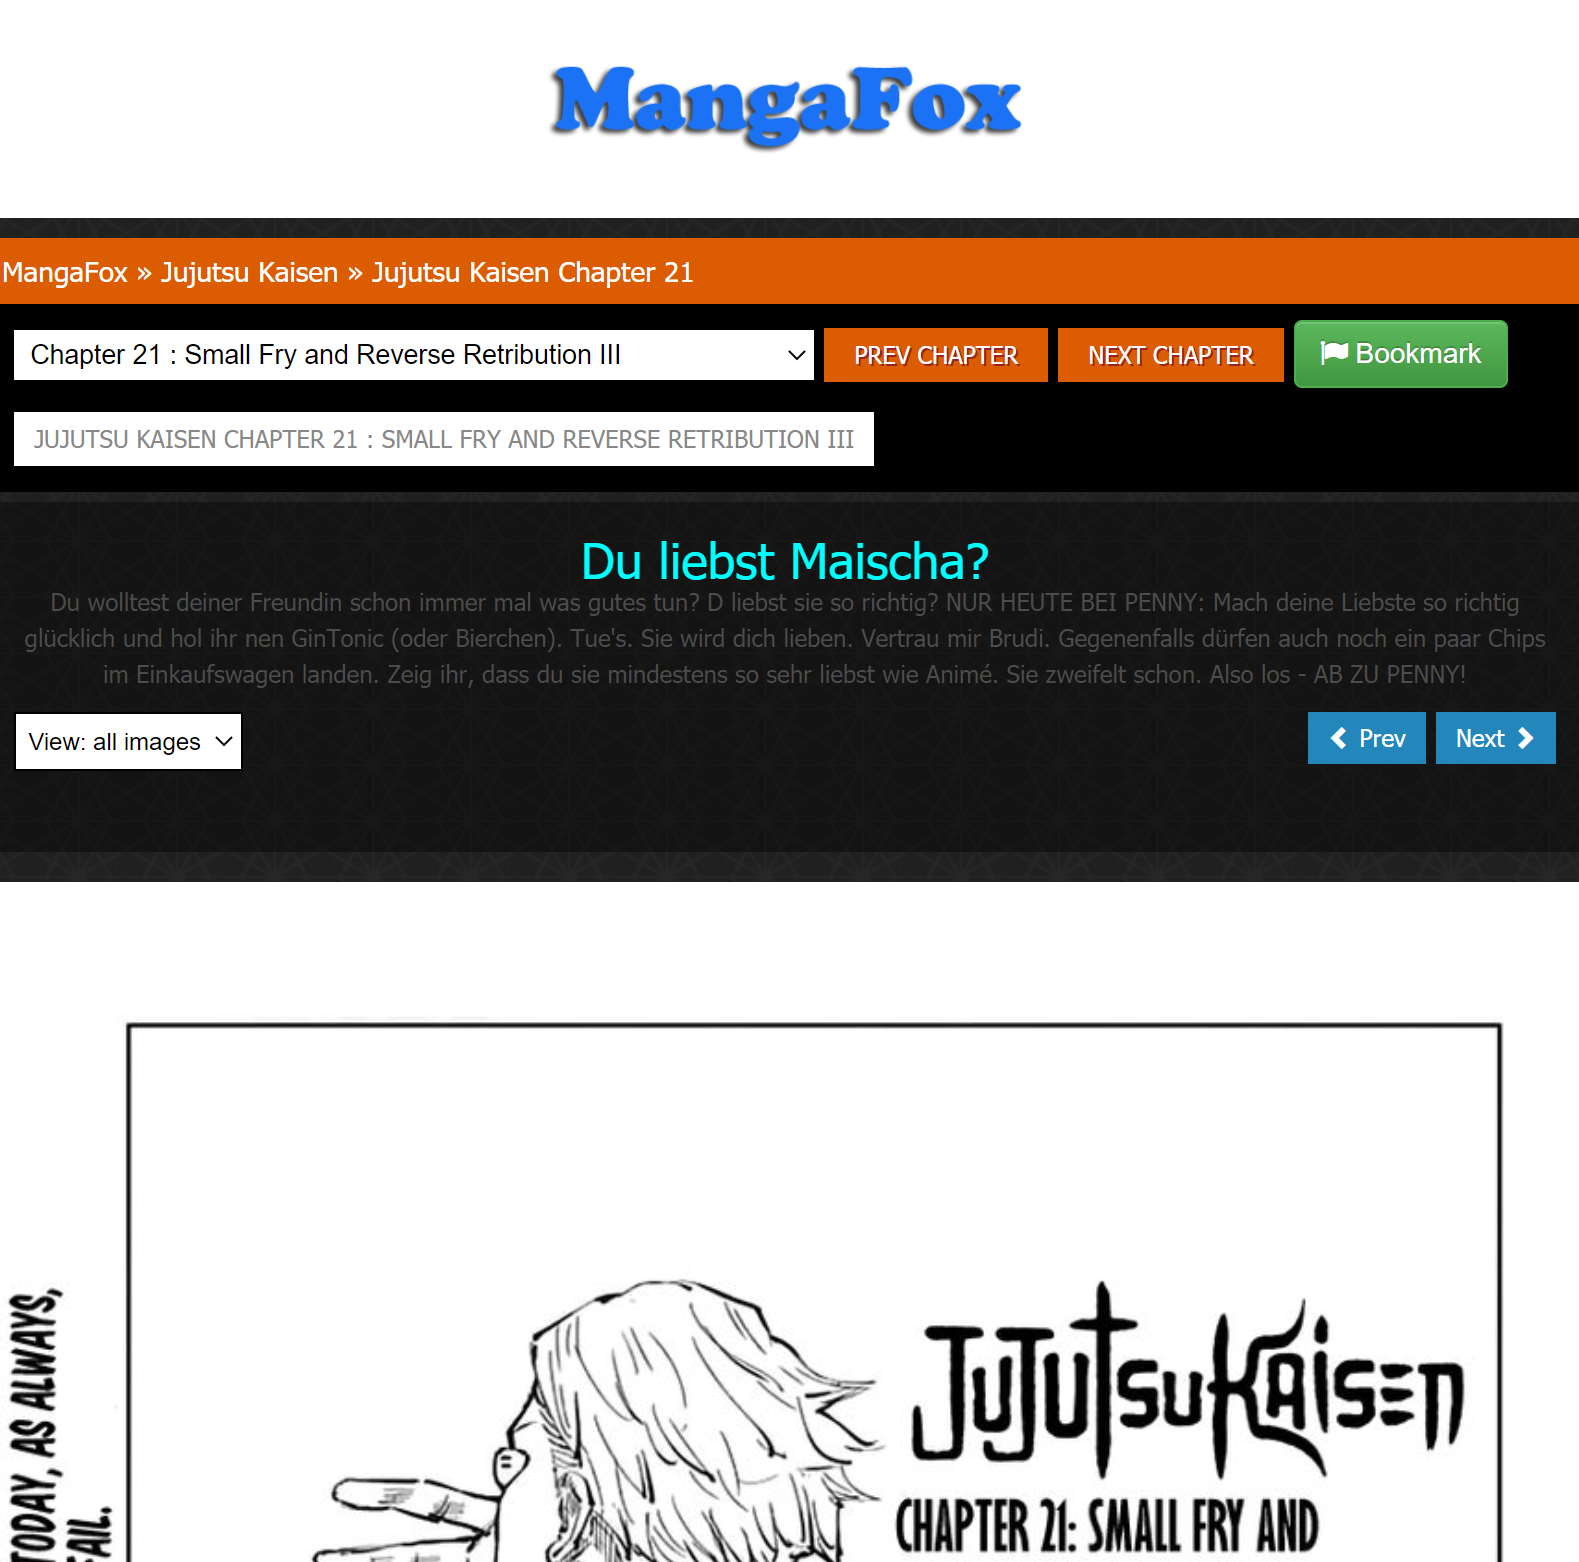 MangaFox
MangaFox » Jujutsu Kaisen » Jujutsu Kaisen Chapter 21
Chapter 21 : Small Fry and Reverse Retribution III
PREV CHAPTER
NEXT CHAPTER
Bookmark
JUJUTSU KAISEN CHAPTER 21 : SMALL FRY AND REVERSE RETRIBUTION III
Du liebst Maischa?
Du wolltest deiner Freundin schon immer mal was gutes tun? D liebst sie so richtig? NUR HEUTE BEI PENNY: Mach deine Liebste so richtig
glücklich und hol ihr nen GinTonic (oder Bierchen). Tue's. Sie wird dich lieben. Vertrau mir Brudi. Gegenenfalls dürfen auch noch ein paar Chips
im Einkaufswagen landen. Zeig ihr, dass du sie mindestens so sehr liebst wie Animé. Sie zweifelt schon. Also los - AB ZU PENNY!
View: all images
Prev
Next
TODAY, AS ALWAYS,
JUJUTSU KAISEN
CHAPTER 21: SMALL FRY AND